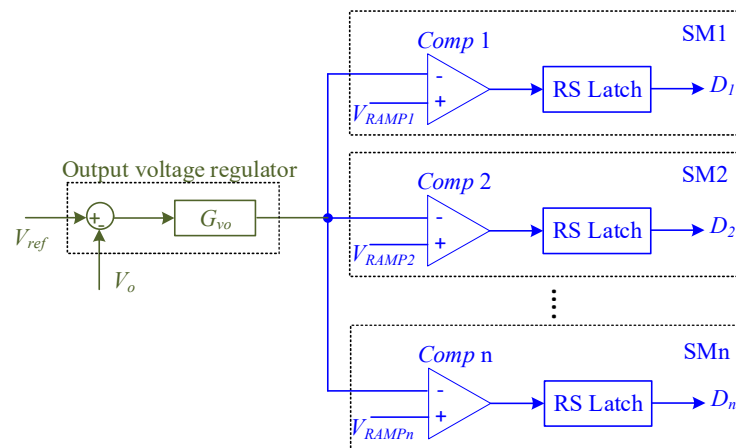 SM1
Comp 1
-
+
V_RAMP1
RS Latch
D_1
Output voltage regulator
+
-
G_vo
V_ref
V_o
SM2
Comp 2
-
+
V_RAMP2
RS Latch
D_2
SMn
Comp n
-
+
V_RAMPn
RS Latch
D_n